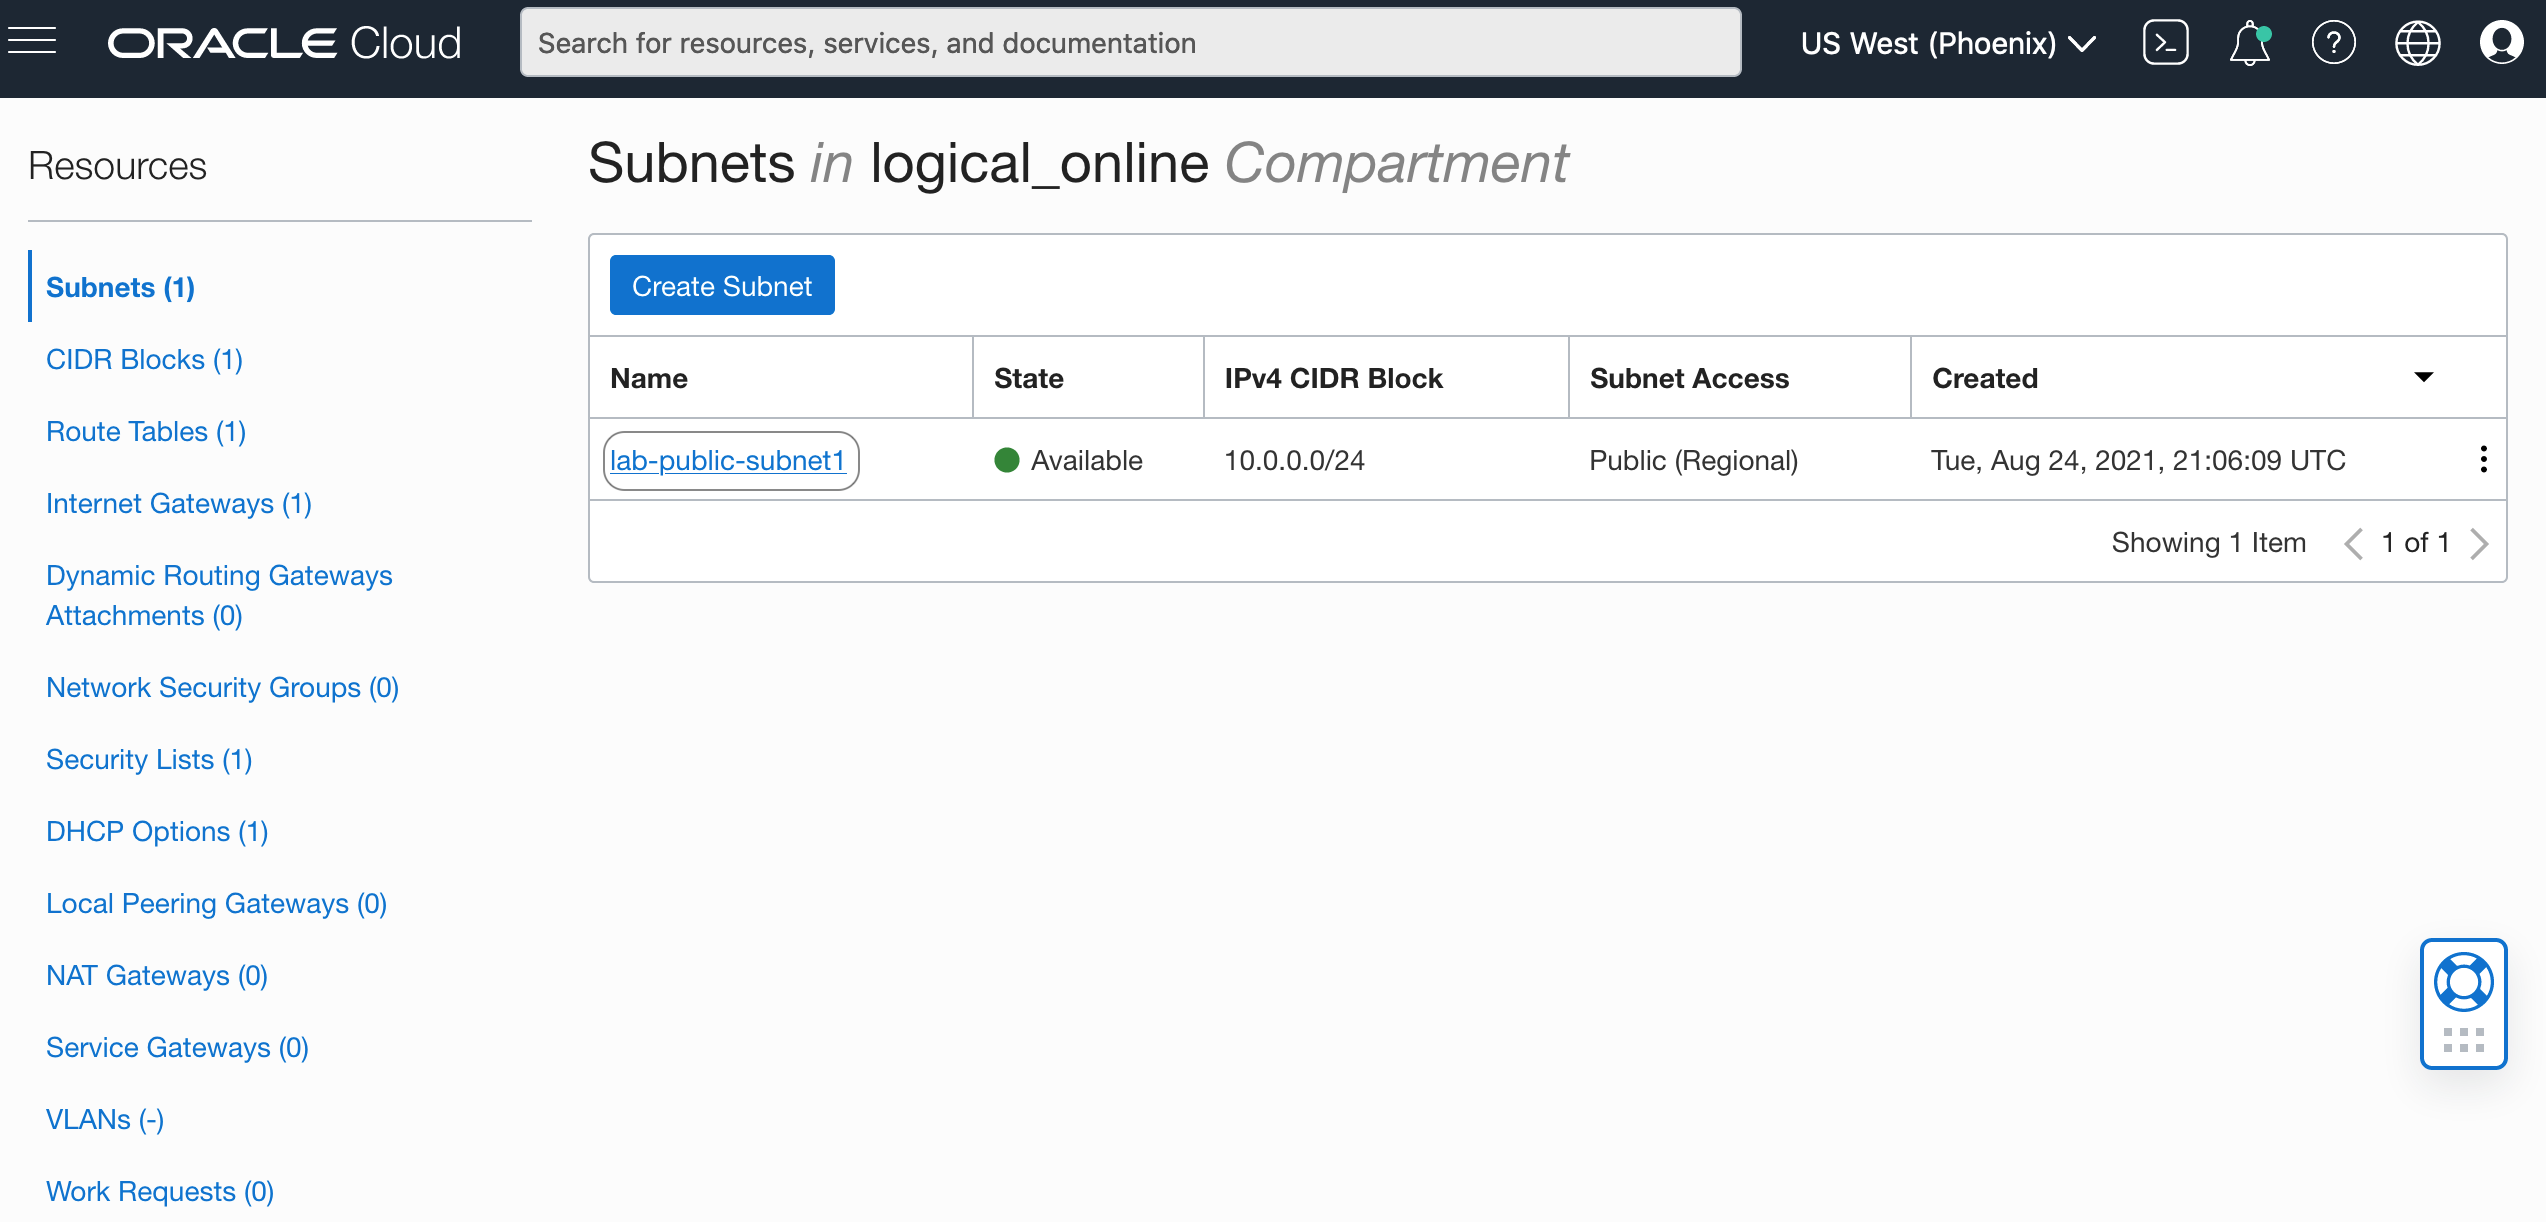 ORACLE Cloud
Search for resources, services, and documentation
US West (Phoenix)
Resources
Subnets (1)
CIDR Blocks (1)
Route Tables (1)
Internet Gateways (1)
Dynamic Routing Gateways
Attachments (0)
Network Security Groups (0)
Security Lists (1)
DHCP Options (1)
Local Peering Gateways (0)
NAT Gateways (0)
Service Gateways (0)
VLANs (-)
Work Requests (0)
Subnets in logical_online Compartment
Create Subnet
Name State IPv4 CIDR Block Subnet Access Created
lab-public-subnet1 Available 10.0.0.0/24 Public (Regional) Tue, Aug 24, 2021, 21:06:09 UTC
Showing 1 Item 1 of 1